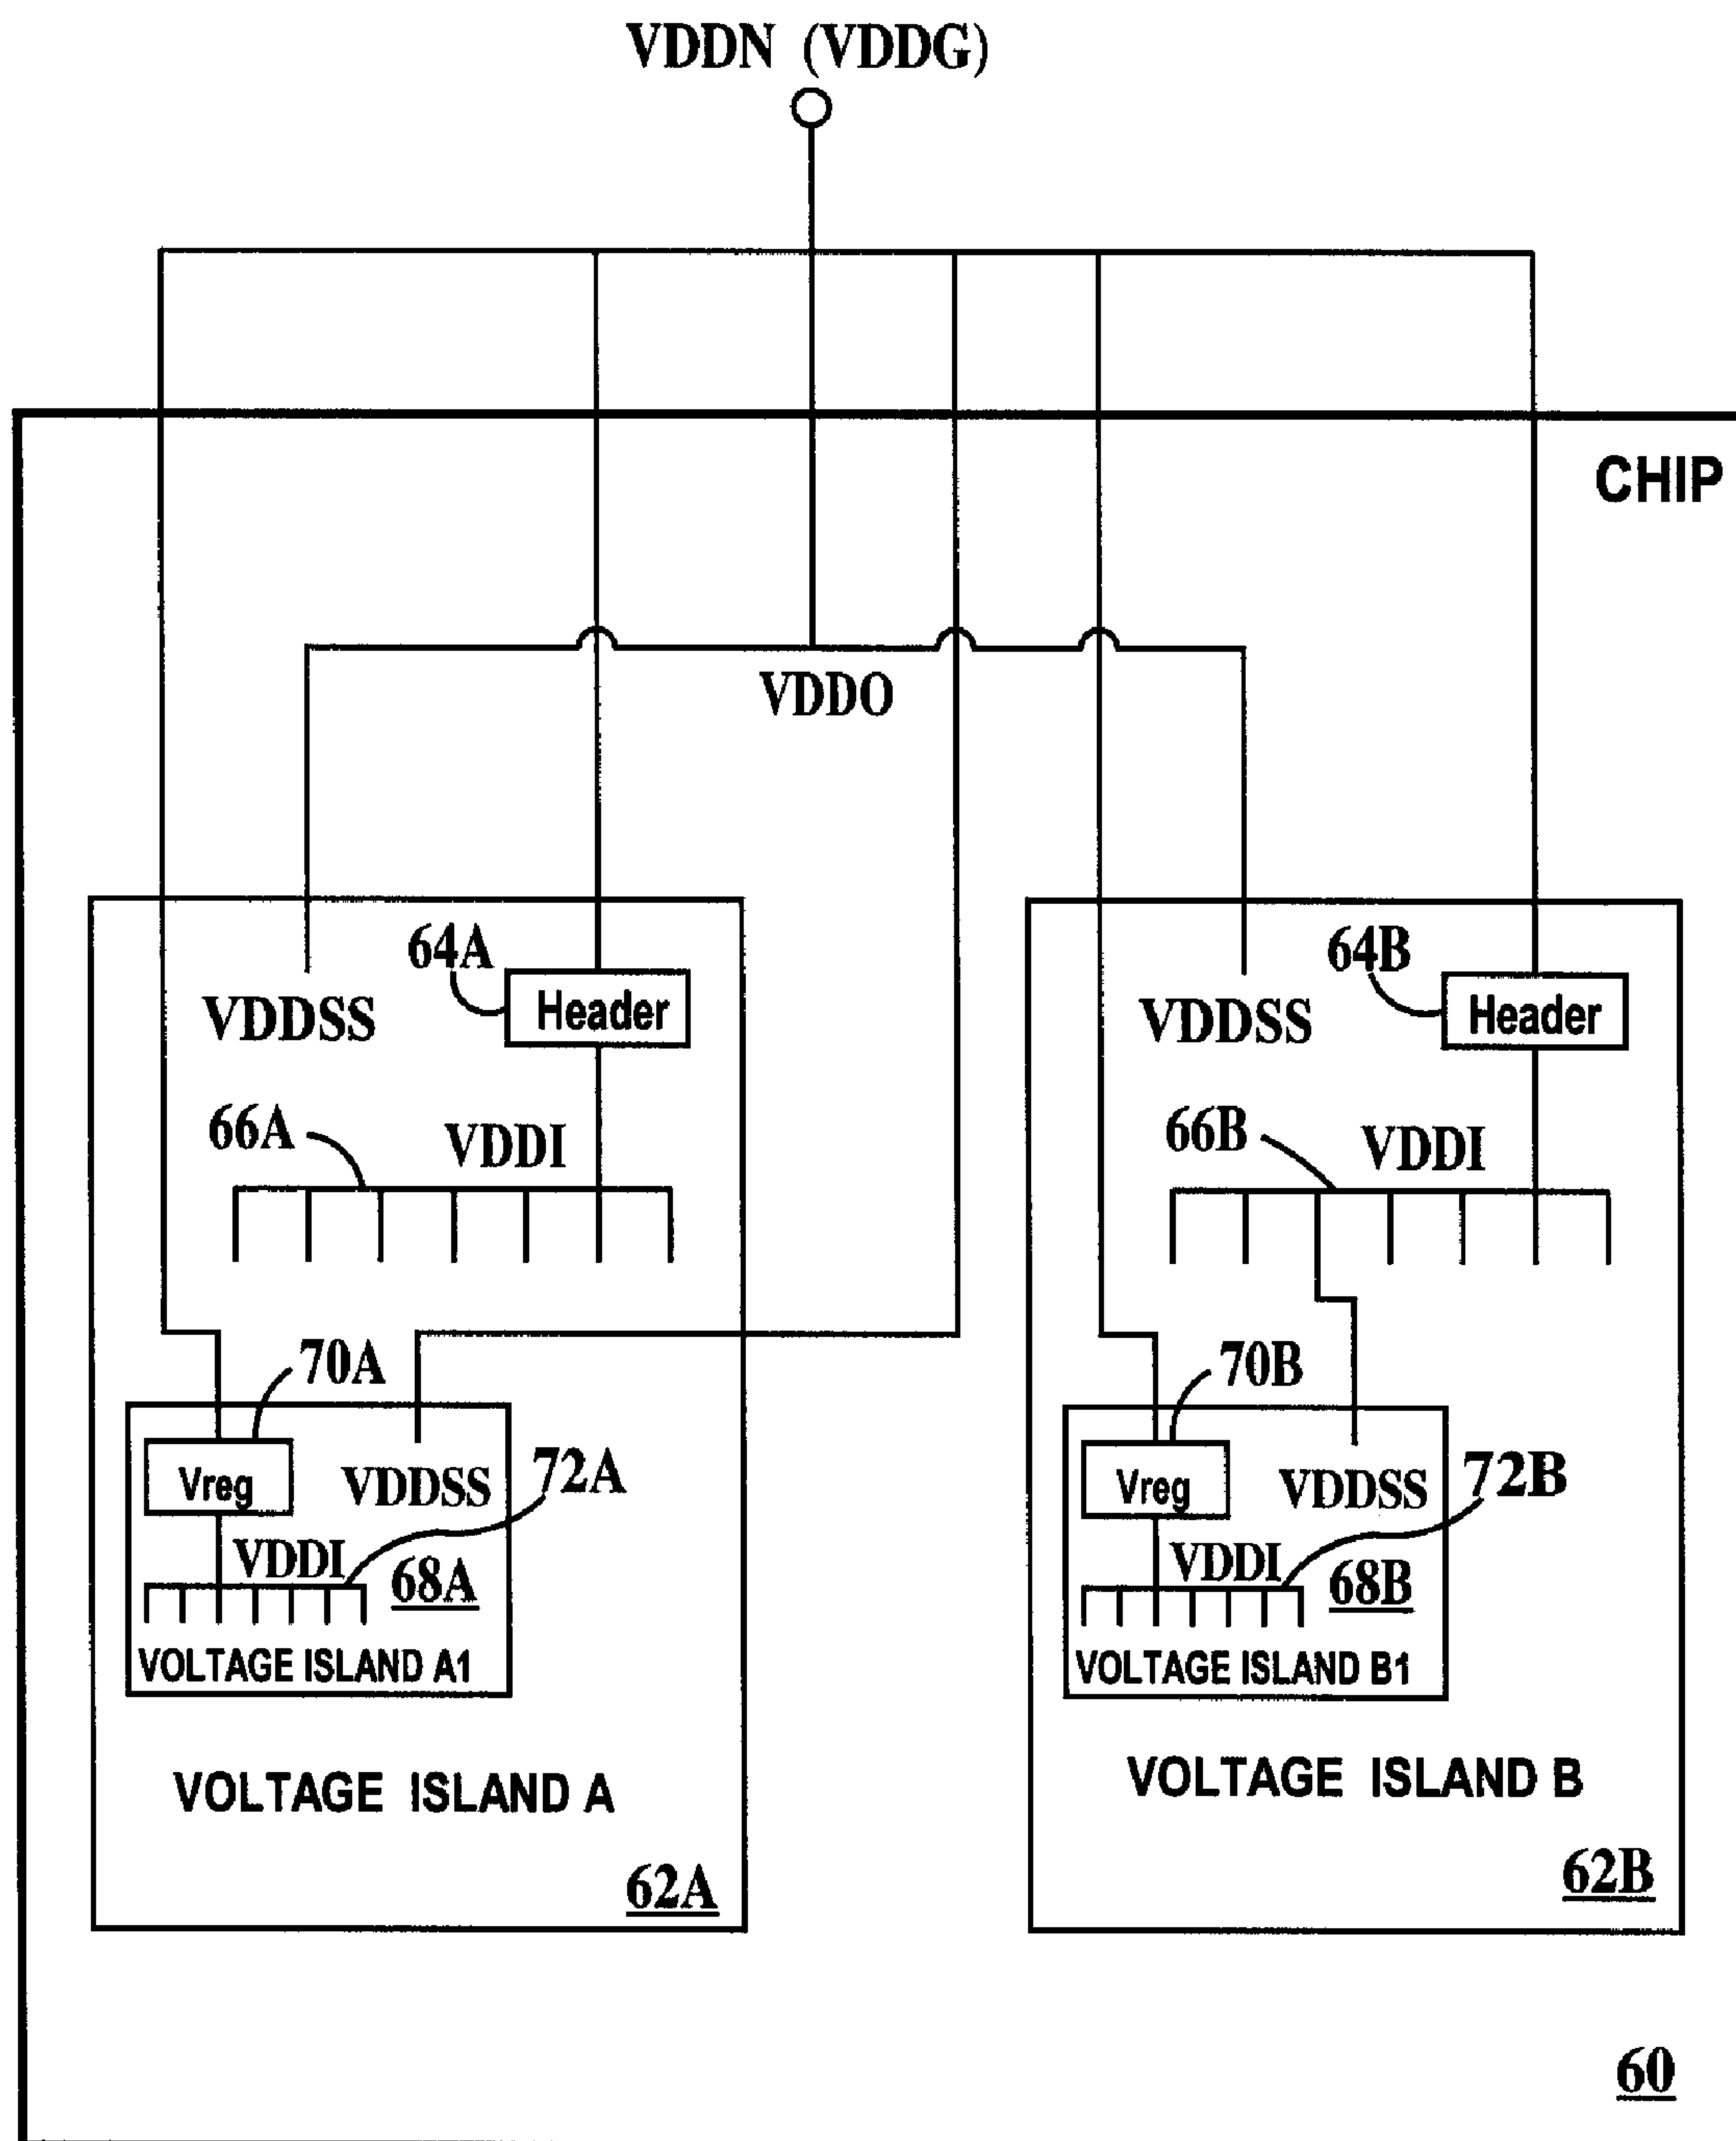 VDDN (VDDG)
CHIP
VDDO
64A
Header
VDDSS
66A
VDDI
70A
Vreg
VDDSS
72A
VDDI
68A
VOLTAGE ISLAND A1
VOLTAGE ISLAND A
62A
64B
Header
VDDSS
66B
VDDI
70B
Vreg
VDDSS
72B
VDDI
68B
VOLTAGE ISLAND B1
VOLTAGE ISLAND B
62B
60